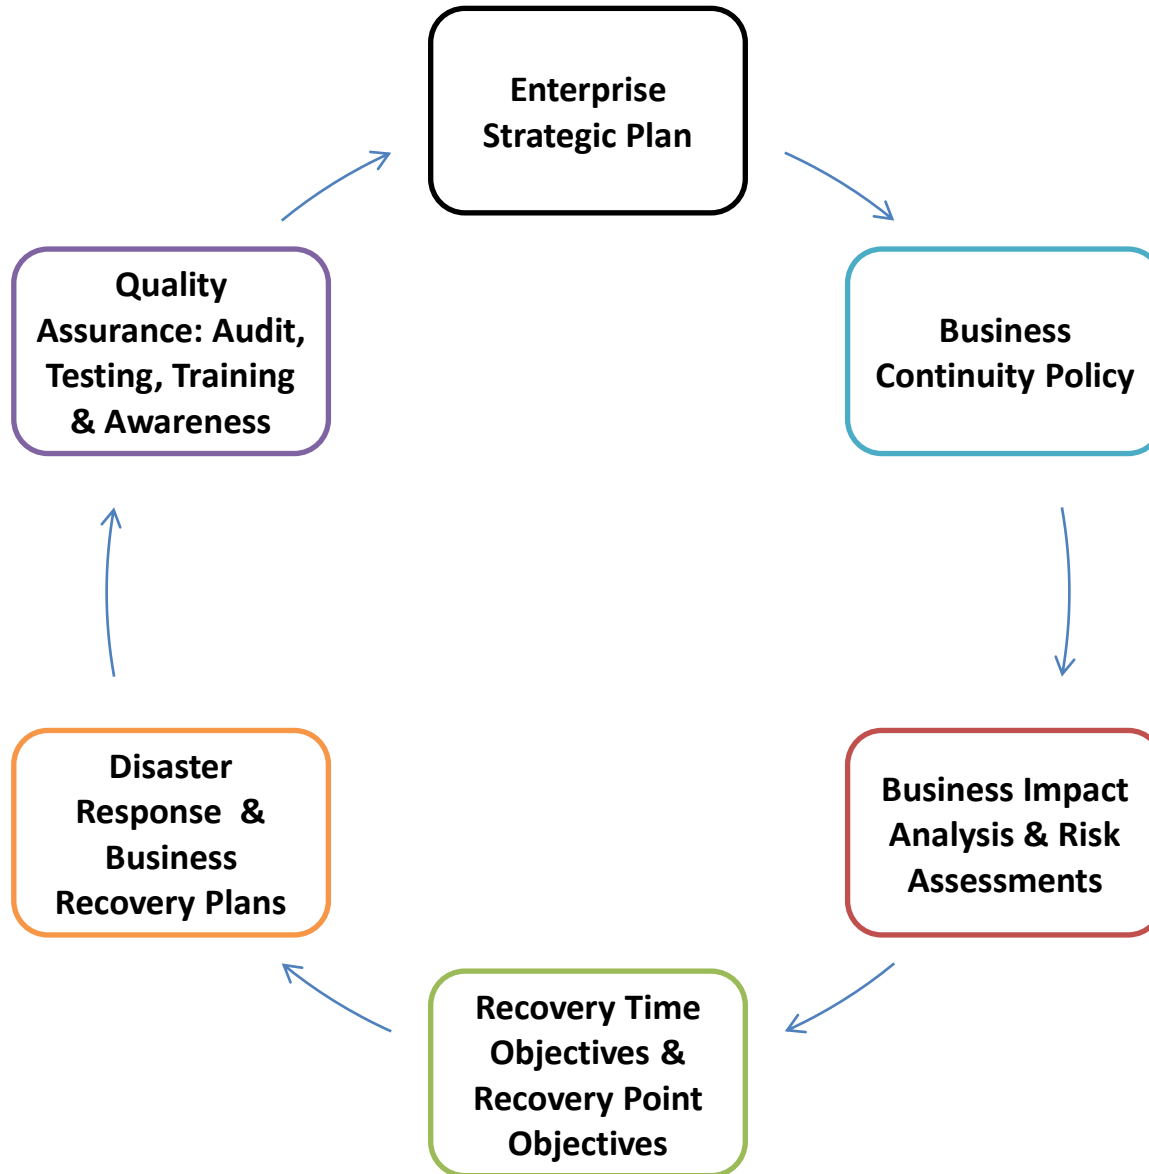 Enterprise
Strategic Plan
Business
Continuity Policy
Business Impact
Analysis & Risk
Assessments
Recovery Time
Objectives &
Recovery Point
Objectives
Disaster
Response &
Business
Recovery Plans
Quality
Assurance: Audit,
Testing, Training
& Awareness